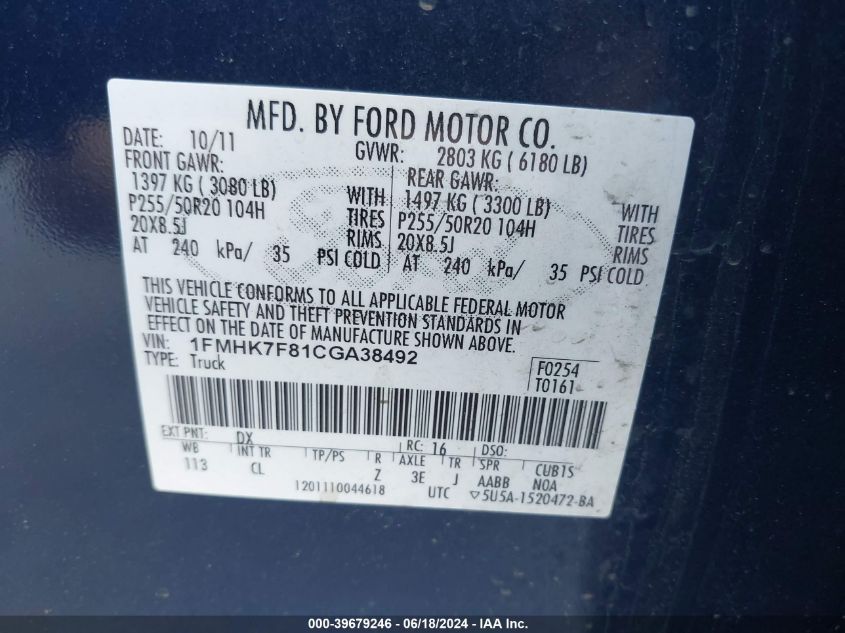 MFD. BY FORD MOTOR CO.
DATE: 10/11 GVWR: 2803 KG ( 6180 LB)
FRONT GAWR: REAR GAWR:
1397 KG ( 3080 LB) WITH 1497 KG ( 3300 LB) WITH
P255/50R20 104H TIRES P255/50R20 104H TIRES
20X8.5J RIMS 20X8.5J RIMS
AT 240 kPa/ 35 PSI COLD AT 240 kPa/ 35 PSI COLD
THIS VEHICLE CONFORMS TO ALL APPLICABLE FEDERAL MOTOR
VEHICLE SAFETY AND THEFT PREVENTION STANDARDS IN
EFFECT ON THE DATE OF MANUFACTURE SHOWN ABOVE.
VIN: 1FMHK7F81CGA38492
TYPE: Truck
F0254
T0161
EXT PNT: DX RC: 16 DSO:
WB INT TR TP/PS R AXLE TR SPR CUBTS
113 CL Z 3E J AABB NOA
1201110044618 UTC ▽5U5A-1520472-BA
000-39679246 - 06/18/2024 - IAA Inc.